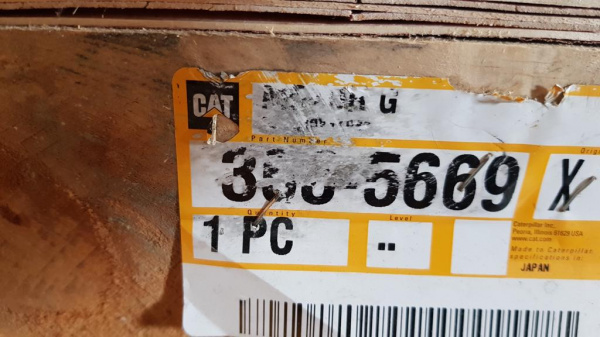 CAT
G
Part Number
5669
X
Quantity
Level
1 PC
--
Caterpillar Inc.
Peoria, Illinois 61629 USA
www.cat.com
Made to Caterpillar
specifications in
JAPAN